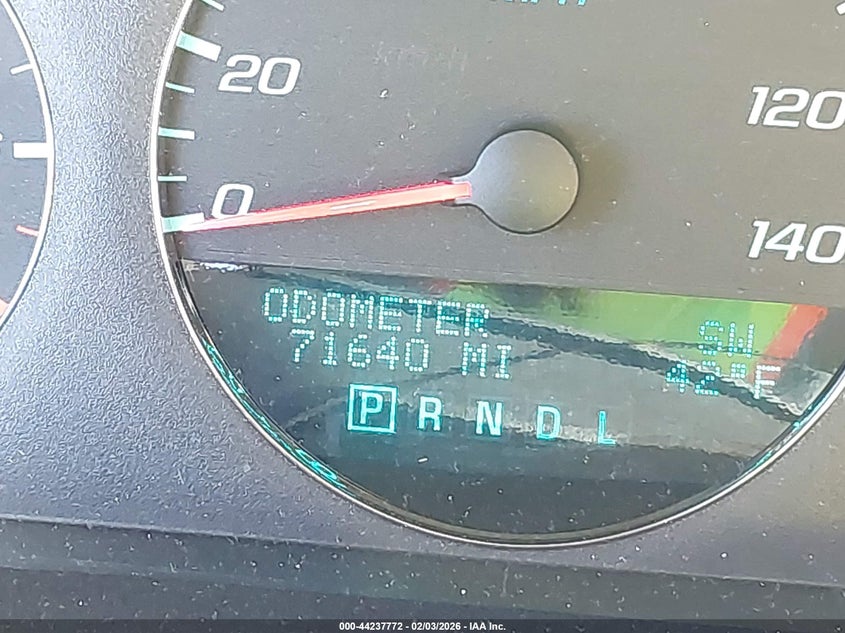 20
0
120
140
ODOMETER
71640 MI
SW
42°F
P R N D L
000-44237772 - 02/03/2026 - IAA Inc.